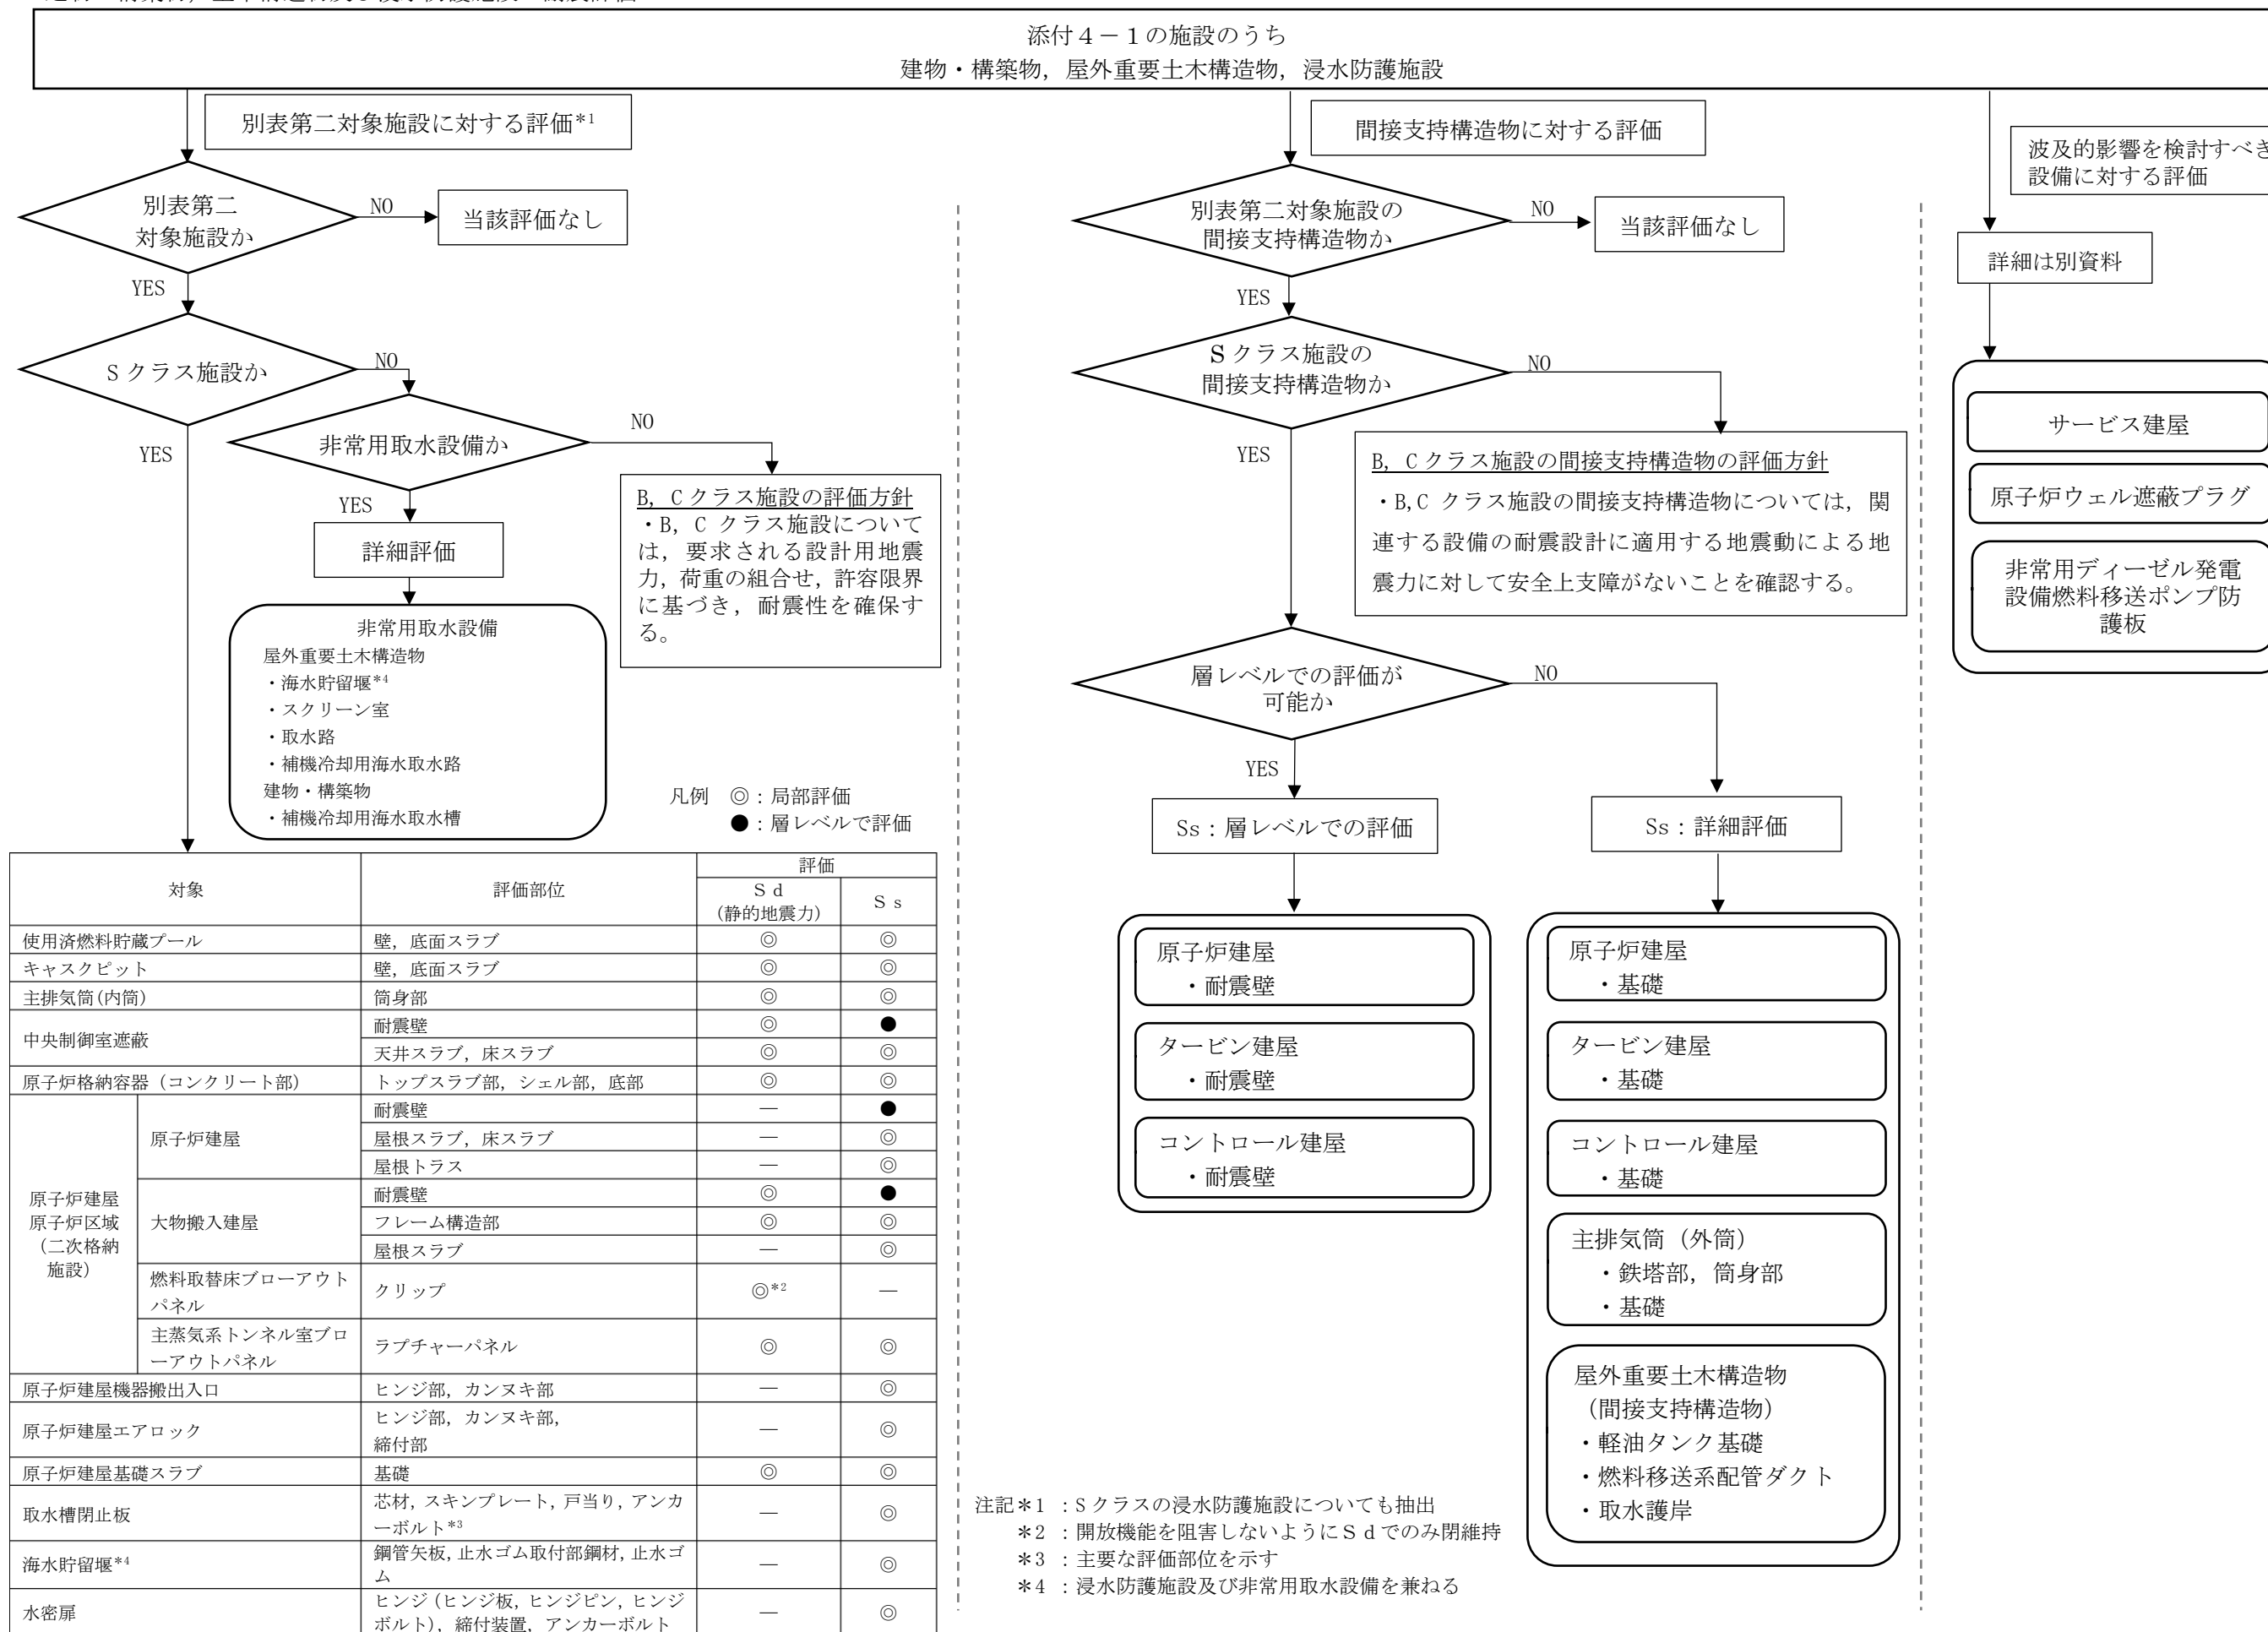 添付４－１の施設のうち
建物・構築物，屋外重要土木構造物，浸水防護施設
別表第二対象施設に対する評価*1
別表第二
対象施設か
NO
当該評価なし
YES
Sクラス施設か
NO
YES
非常用取水設備か
NO
YES
詳細評価
B，Cクラス施設の評価方針
・B，C クラス施設について
は，要求される設計用地震
力，荷重の組合せ，許容限界
に基づき，耐震性を確保す
る。
非常用取水設備
屋外重要土木構造物
・海水貯留堰*4
・スクリーン室
・取水路
・補機冷却用海水取水路
建物・構築物
・補機冷却用海水取水槽
凡例 ◎：局部評価
●：層レベルで評価
対象 評価部位 評価
Ｓｄ
(静的地震力)
Ｓｓ
使用済燃料貯蔵プール 壁，底面スラブ ◎ ◎
キャスクピット 壁，底面スラブ ◎ ◎
主排気筒(内筒) 筒身部 ◎ ◎
中央制御室遮蔽 耐震壁 ◎ ●
天井スラブ，床スラブ ◎ ◎
原子炉格納容器（コンクリート部） トップスラブ部，シェル部，底部 ◎ ◎
原子炉建屋
原子炉区域
（二次格納
施設）
原子炉建屋 耐震壁 ― ●
屋根スラブ，床スラブ ― ◎
屋根トラス ― ◎
大物搬入建屋 耐震壁 ◎ ●
フレーム構造部 ◎ ◎
屋根スラブ ― ◎
燃料取替床ブローアウト
パネル
クリップ ◎*2 ―
主蒸気系トンネル室ブロ
ーアウトパネル
ラプチャーパネル ◎ ◎
原子炉建屋機器搬出入口 ヒンジ部，カンヌキ部 ― ◎
原子炉建屋エアロック ヒンジ部，カンヌキ部，
締付部 ― ◎
原子炉建屋基礎スラブ 基礎 ◎ ◎
取水槽閉止板 芯材，スキンプレート，戸当り，アンカ
ーボルト*3 ― ◎
海水貯留堰*4 鋼管矢板，止水ゴム取付部鋼材，止水ゴ
ム ― ◎
水密扉 ヒンジ（ヒンジ板，ヒンジピン，ヒンジ
ボルト），締付装置，アンカーボルト ― ◎
間接支持構造物に対する評価
別表第二対象施設の
間接支持構造物か
NO
当該評価なし
YES
Sクラス施設の
間接支持構造物か
NO
YES
B，Cクラス施設の間接支持構造物の評価方針
・B,C クラス施設の間接支持構造物については，関
連する設備の耐震設計に適用する地震動による地
震力に対して安全上支障がないことを確認する。
層レベルでの評価が
可能か
NO
YES
Ss：層レベルでの評価
Ss：詳細評価
原子炉建屋
・耐震壁
タービン建屋
・耐震壁
コントロール建屋
・耐震壁
原子炉建屋
・基礎
タービン建屋
・基礎
コントロール建屋
・基礎
主排気筒（外筒）
・鉄塔部，筒身部
・基礎
屋外重要土木構造物
（間接支持構造物）
・軽油タンク基礎
・燃料移送系配管ダクト
・取水護岸
注記＊1 ：Sクラスの浸水防護施設についても抽出
＊2 ：開放機能を阻害しないようにＳｄでのみ閉維持
＊3 ：主要な評価部位を示す
＊4 ：浸水防護施設及び非常用取水設備を兼ねる
波及的影響を検討すべき
設備に対する評価
詳細は別資料
サービス建屋
原子炉ウェル遮蔽プラグ
非常用ディーゼル発電
設備燃料移送ポンプ防
護板